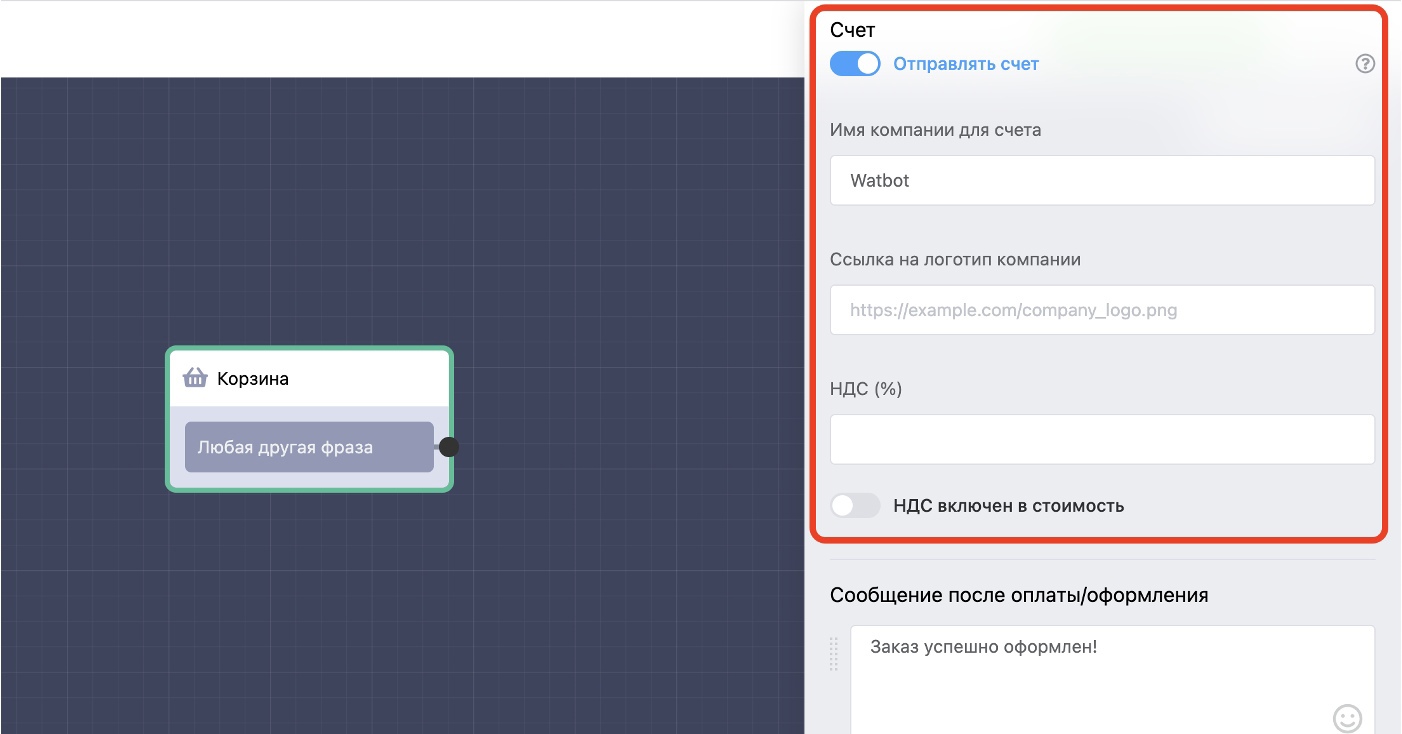 Счет
Отправлять счет
?
Имя компании для счета
Watbot
Ссылка на логотип компании
https://example.com/company_logo.png
НДС (%)
НДС включен в стоимость
Сообщение после оплаты/оформления
Заказ успешно оформлен!
Корзина
Любая другая фраза